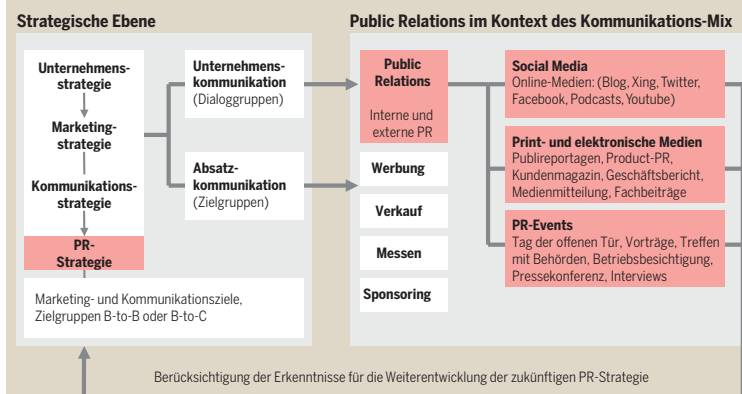 Strategische Ebene
Unternehmens-
strategie
Marketing-
strategie
Kommunikations-
strategie
PR-
Strategie
Marketing- und Kommunikationsziele,
Zielgruppen B-to-B oder B-to-C
Unternehmens-
kommunikation
(Dialoggruppen)
Absatz-
kommunikation
(Zielgruppen)
Public Relations im Kontext des Kommunikations-Mix
Public
Relations
Interne und
externe PR
Werbung
Verkauf
Messen
Sponsoring
Social Media
Online-Medien: (Blog, Xing, Twitter,
Facebook, Podcasts, Youtube)
Print- und elektronische Medien
Publireportagen, Product-PR,
Kundenmagazin, Geschäftsbericht,
Medienmitteilung, Fachbeiträge
PR-Events
Tag der offenen Tür, Vorträge, Treffen
mit Behörden, Betriebsbesichtigung,
Pressekonferenz, Interviews
Berücksichtigung der Erkenntnisse für die Weiterentwicklung der zukünftigen PR-Strategie